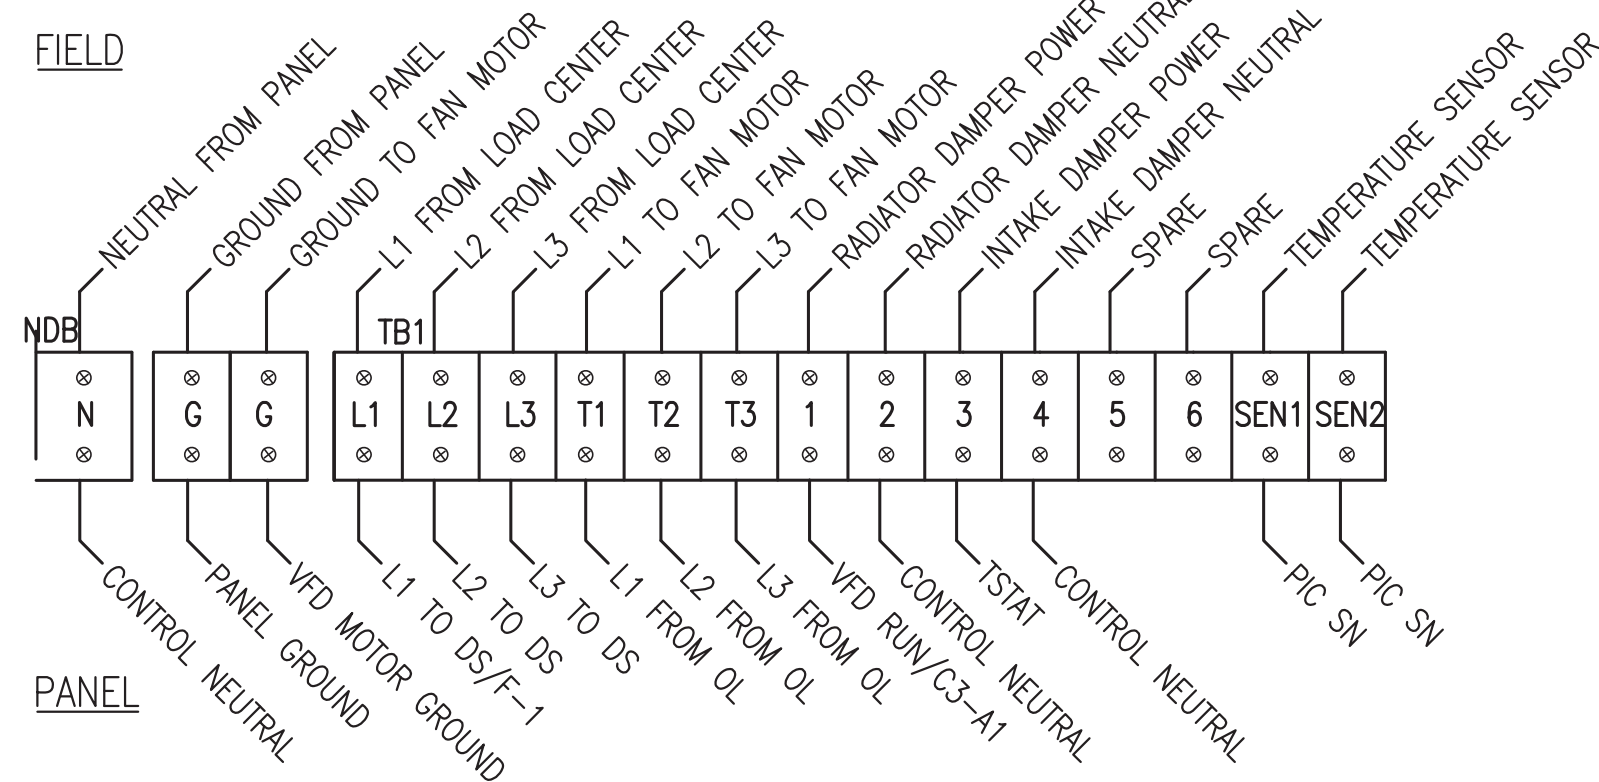 FIELD
NEUTRAL FROM PANEL
GROUND FROM PANEL
GROUND TO FAN MOTOR
L1 FROM LOAD CENTER
L2 FROM LOAD CENTER
L3 FROM LOAD CENTER
L1 TO FAN MOTOR
L2 TO FAN MOTOR
L3 TO FAN MOTOR
RADIATOR DAMPER POWER
RADIATOR DAMPER NEUTRAL
INTAKE DAMPER POWER
INTAKE DAMPER NEUTRAL
SPARE
SPARE
TEMPERATURE SENSOR
TEMPERATURE SENSOR
NDB
TB1
N G G L1 L2 L3 T1 T2 T3 1 2 3 4 5 6 SEN1 SEN2
CONTROL NEUTRAL
PANEL GROUND
VFD MOTOR GROUND
L1 TO DS/F-1
L2 TO DS
L3 TO DS
L1 FROM OL
L2 FROM OL
L3 FROM OL
VFD RUN/C3-A1
CONTROL NEUTRAL
TSTAT
CONTROL NEUTRAL
PIC SN
PIC SN
PANEL